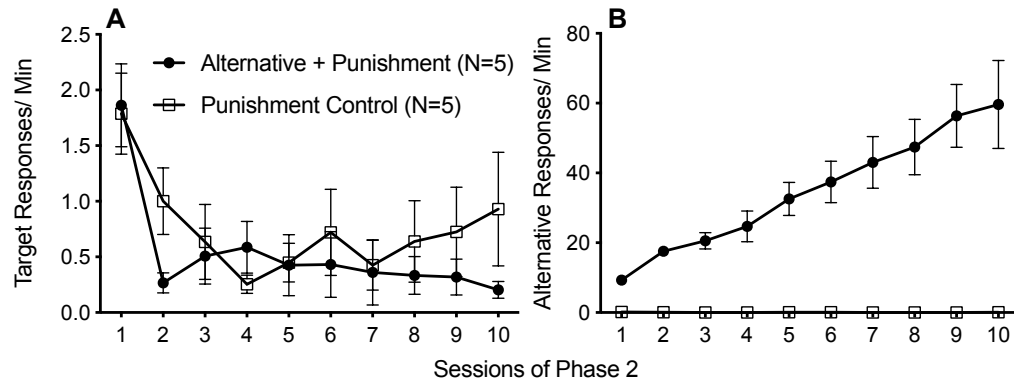 A
B
Target Responses/ Min
2.5
2.0
1.5
1.0
0.5
0.0
Alternative + Punishment (N=5)
Punishment Control (N=5)
1 2 3 4 5 6 7 8 9 10
Alternative Responses/ Min
80
60
40
20
0
1 2 3 4 5 6 7 8 9 10
Sessions of Phase 2